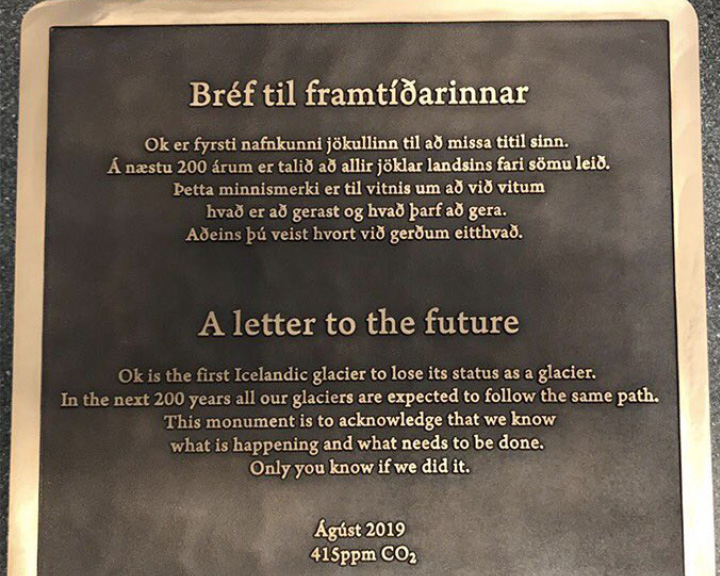 Bréf til framtíðarinnar
Ok er fyrsti nafnkunni jökullinn til að missa titil sinn.
Á næstu 200 árum er talið að allir jöklar landsins fari sömu leið.
Þetta minnismerki er til vitnis um að við vitum
hvað er að gerast og hvað þarf að gera.
Aðeins þú veist hvort við gerðum eitthvað.
A letter to the future
Ok is the first Icelandic glacier to lose its status as a glacier.
In the next 200 years all our glaciers are expected to follow the same path.
This monument is to acknowledge that we know
what is happening and what needs to be done.
Only you know if we did it.
Ágúst 2019
415ppm CO₂